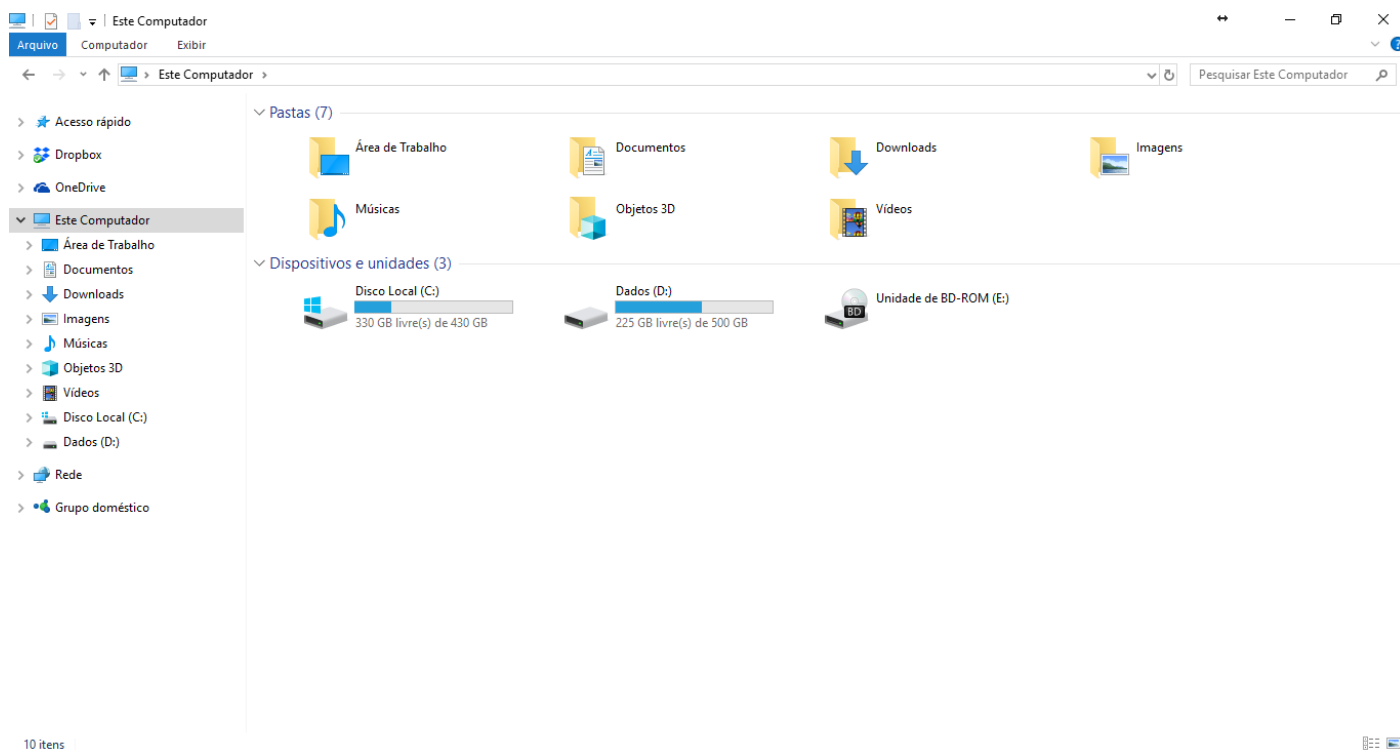 Este Computador
Arquivo Computador Exibir
Este Computador Pesquisar Este Computador
Acesso rápido
Dropbox
OneDrive
Este Computador
Área de Trabalho
Documentos
Downloads
Imagens
Músicas
Objetos 3D
Vídeos
Disco Local (C:)
Dados (D:)
Rede
Grupo doméstico
Pastas (7)
Área de Trabalho Documentos Downloads Imagens
Músicas Objetos 3D Vídeos
Dispositivos e unidades (3)
Disco Local (C:) Dados (D:) Unidade de BD-ROM (E:)
330 GB livre(s) de 430 GB 225 GB livre(s) de 500 GB
BD
10 itens